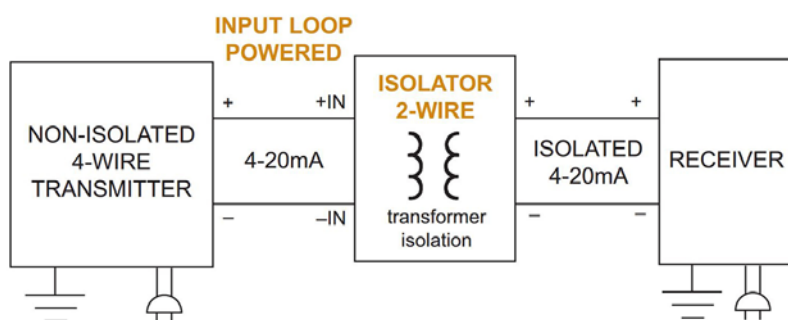 INPUT LOOP
POWERED
NON-ISOLATED
4-WIRE
TRANSMITTER
+
+IN
4-20mA
–
–IN
ISOLATOR
2-WIRE
transformer
isolation
+
+
ISOLATED
4-20mA
–
–
RECEIVER